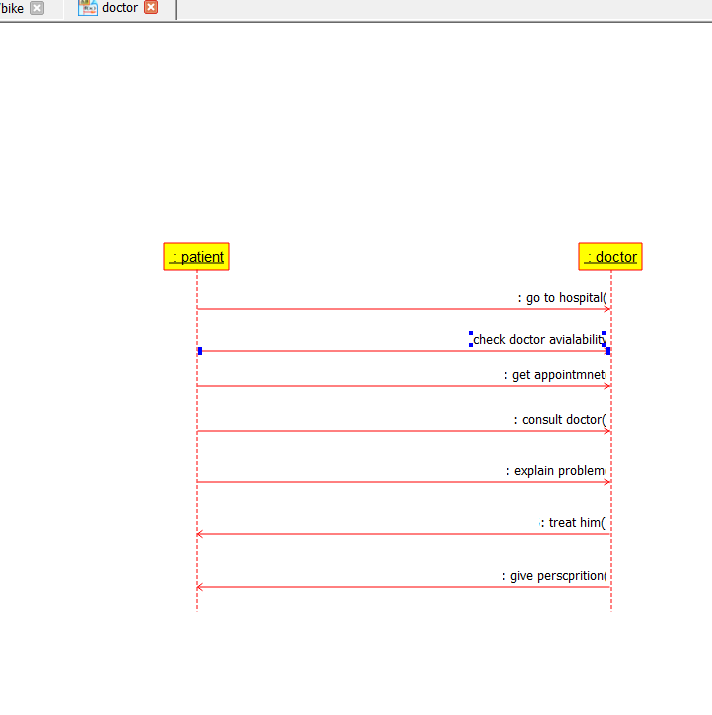 bike
doctor
: patient
: doctor
: go to hospital(
check doctor avialability
: get appointmnet
: consult doctor(
: explain problem
: treat him(
: give perscprition(